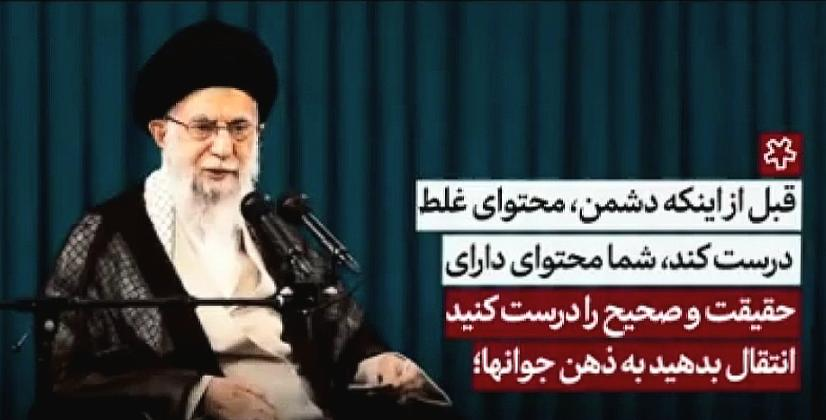 قبل از اینکه دشمن، محتوای غلط
درست کند، شما محتوای دارای
حقیقت و صحیح را درست کنید
انتقال بدهید به ذهن جوانها؛